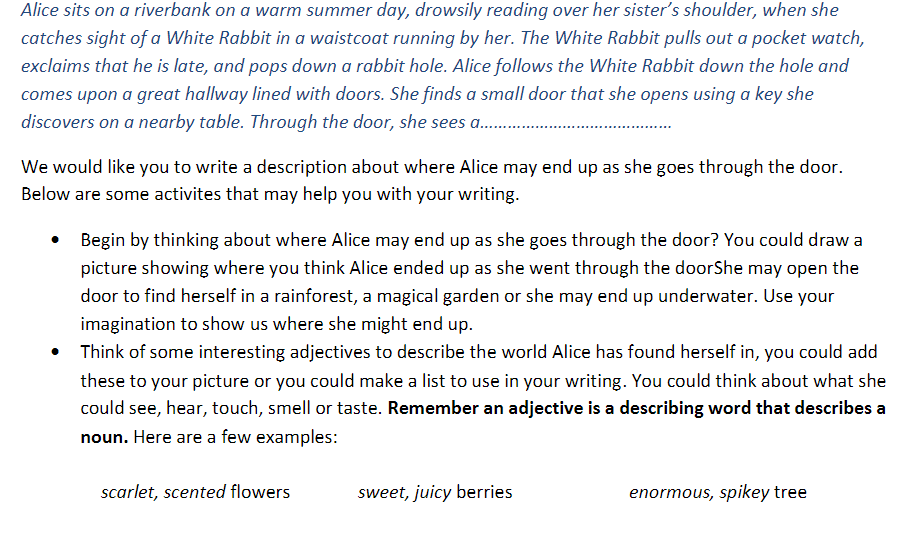 Alice sits on a riverbank on a warm summer day, drowsily reading over her sister’s shoulder, when she
catches sight of a White Rabbit in a waistcoat running by her. The White Rabbit pulls out a pocket watch,
exclaims that he is late, and pops down a rabbit hole. Alice follows the White Rabbit down the hole and
comes upon a great hallway lined with doors. She finds a small door that she opens using a key she
discovers on a nearby table. Through the door, she sees a……………………………………
We would like you to write a description about where Alice may end up as she goes through the door.
Below are some activites that may help you with your writing.
• Begin by thinking about where Alice may end up as she goes through the door? You could draw a
picture showing where you think Alice ended up as she went through the doorShe may open the
door to find herself in a rainforest, a magical garden or she may end up underwater. Use your
imagination to show us where she might end up.
• Think of some interesting adjectives to describe the world Alice has found herself in, you could add
these to your picture or you could make a list to use in your writing. You could think about what she
could see, hear, touch, smell or taste. Remember an adjective is a describing word that describes a
noun. Here are a few examples:
scarlet, scented flowers sweet, juicy berries enormous, spikey tree